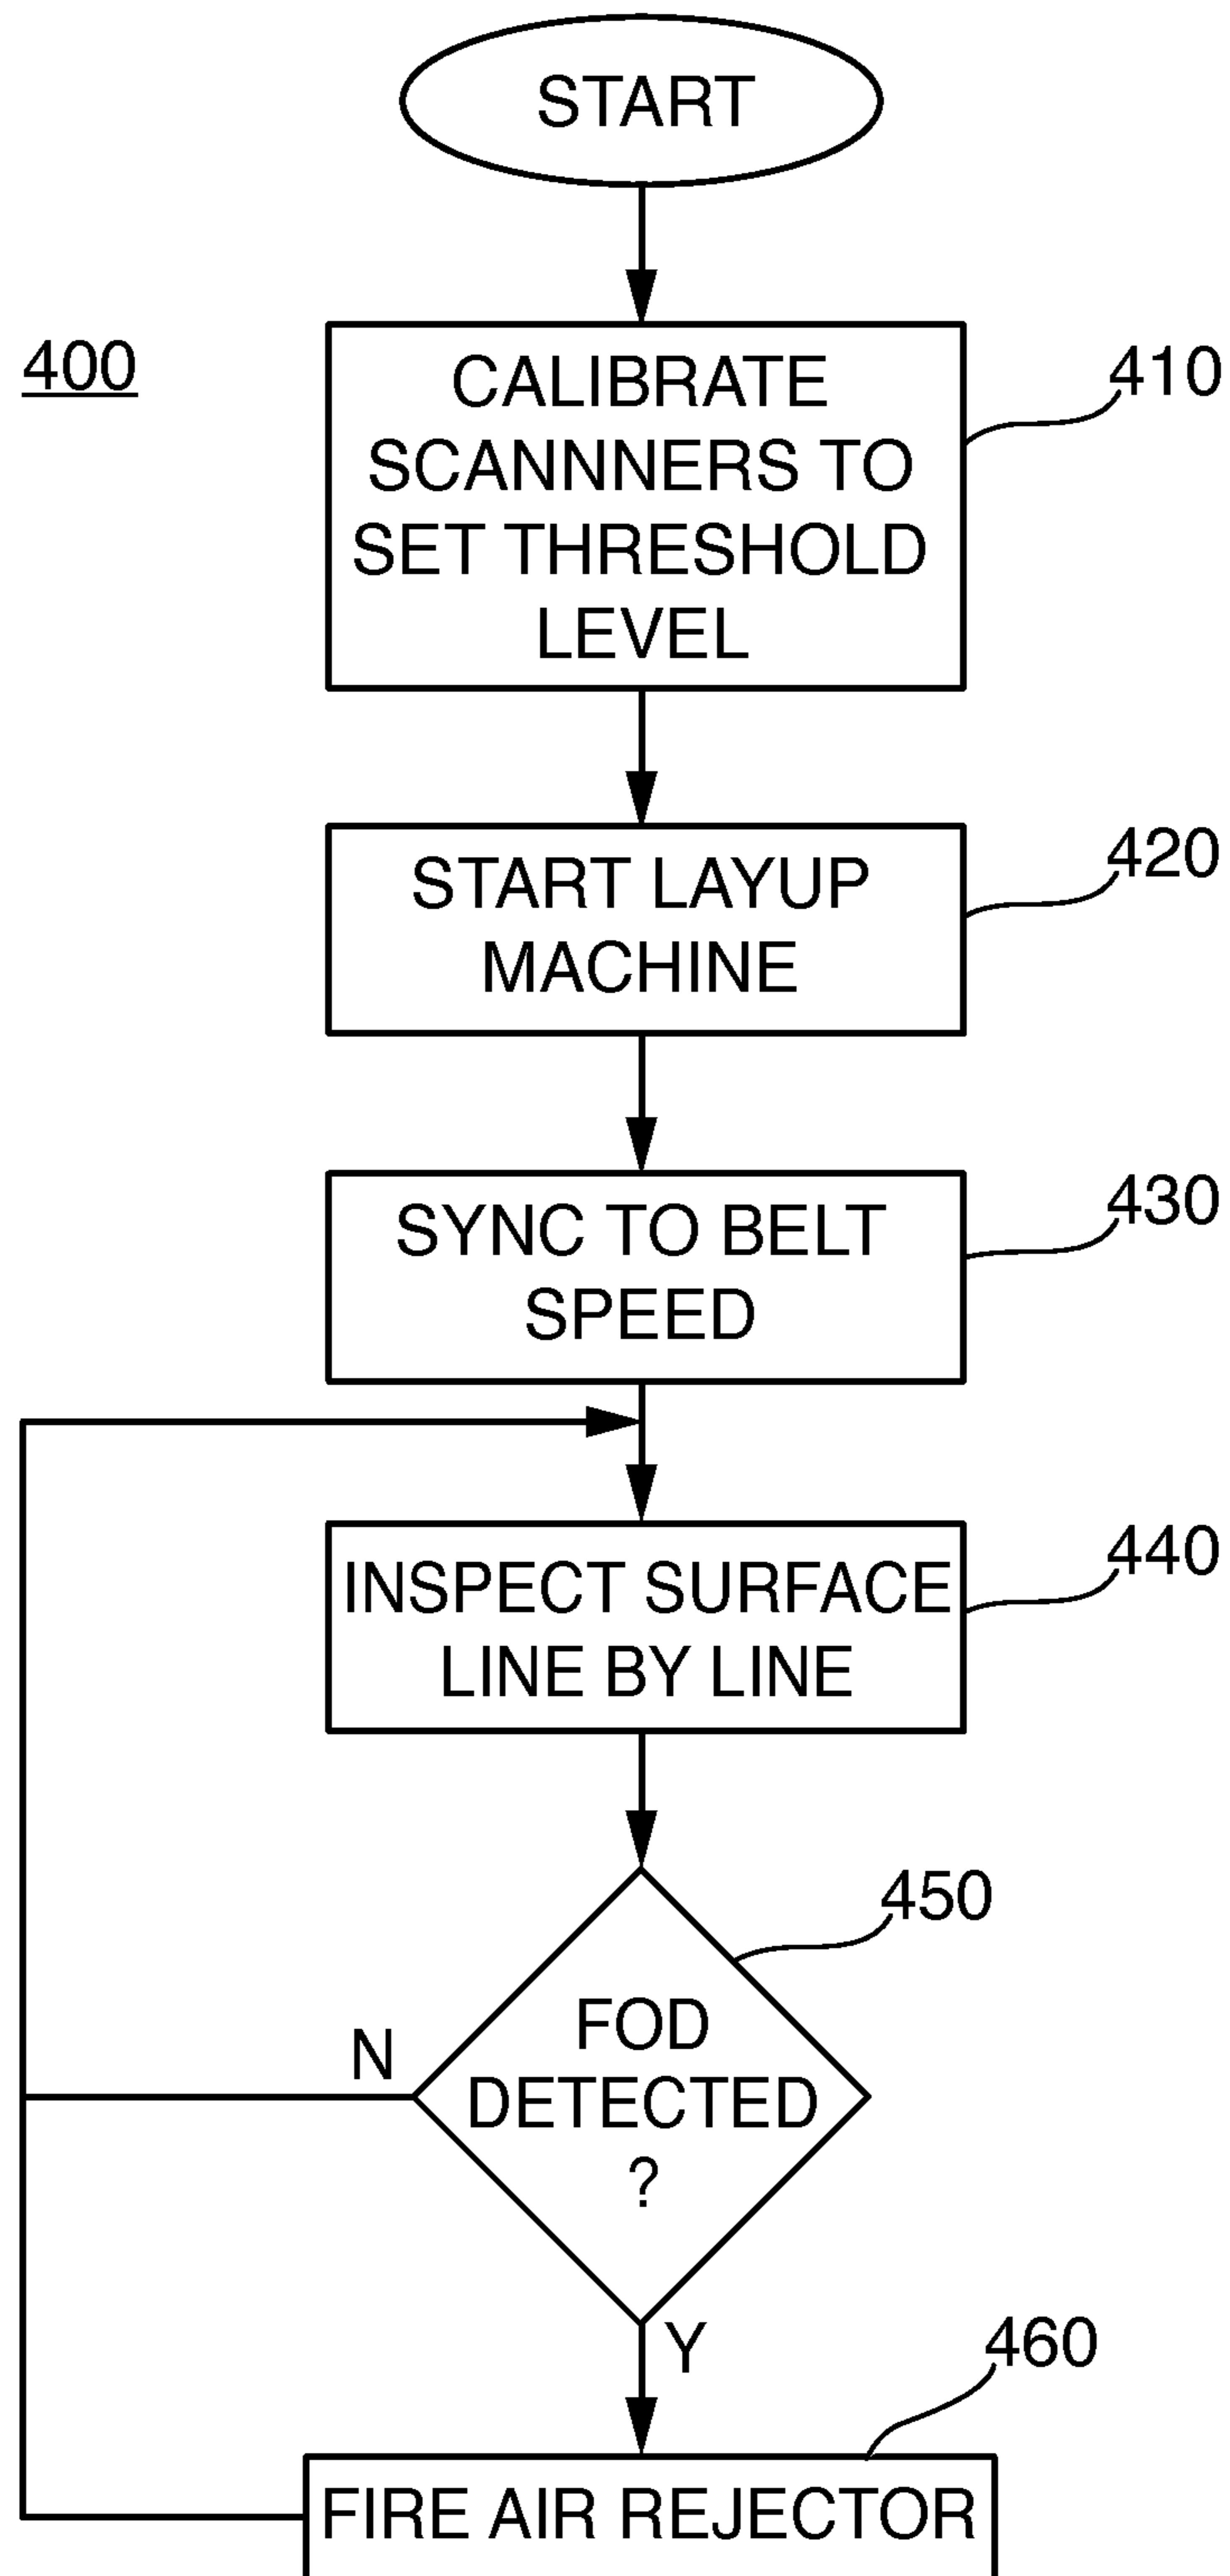 START
400
CALIBRATE
SCANNNERS TO
SET THRESHOLD
LEVEL
410
START LAYUP
MACHINE
420
SYNC TO BELT
SPEED
430
INSPECT SURFACE
LINE BY LINE
440
450
FOD
DETECTED
?
N
Y
460
FIRE AIR REJECTOR